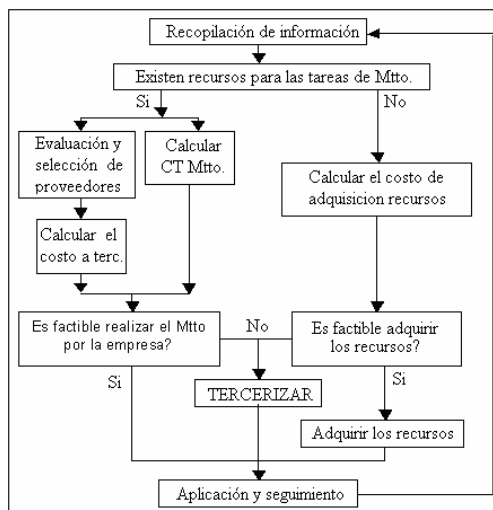 Recopilación de información
Existen recursos para las tareas de Mtto.
Si
No
Evaluación y
selección de
proveedores
Calcular
CT Mtto.
Calcular el costo de
adquisicion recursos
Calcular el
costo a terc.
Es factible realizar el Mtto
por la empresa?
No
Es factible adquirir
los recursos?
Si
TERCERIZAR
Si
Adquirir los recursos
Aplicación y seguimiento